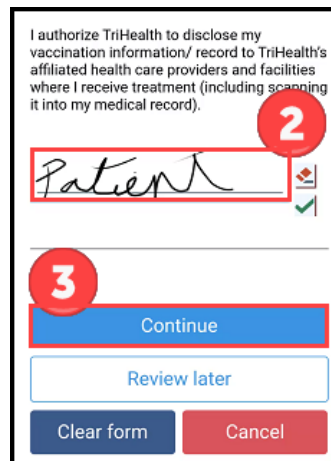 I authorize TriHealth to disclose my
vaccination information/ record to TriHealth's
affiliated health care providers and facilities
where I receive treatment (including scanning
it into my medical record).
2
Patient
3
Continue
Review later
Clear form
Cancel